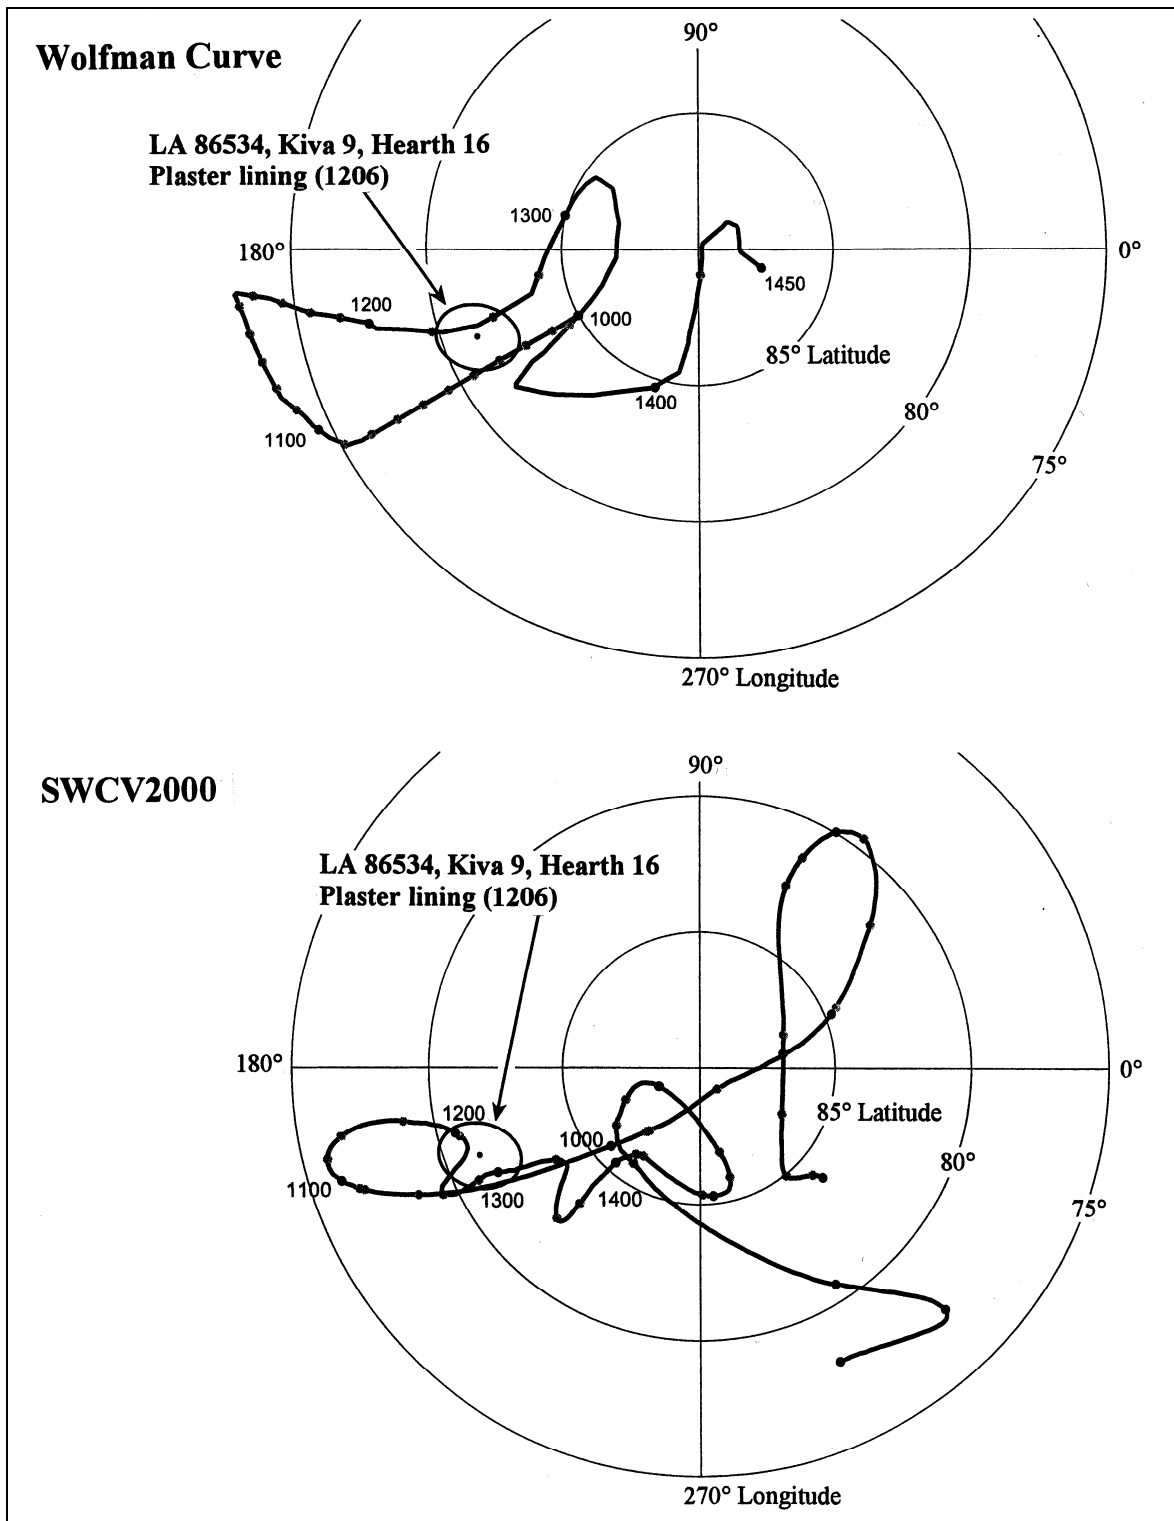 Wolfman Curve
90°
LA 86534, Kiva 9, Hearth 16
Plaster lining (1206)
1300
180°
0°
1200
1450
1000
85° Latitude
1400
80°
1100
75°
270° Longitude
SWCV2000
90°
LA 86534, Kiva 9, Hearth 16
Plaster lining (1206)
180°
0°
1200
85° Latitude
1000
80°
1100
1300
1400
75°
270° Longitude